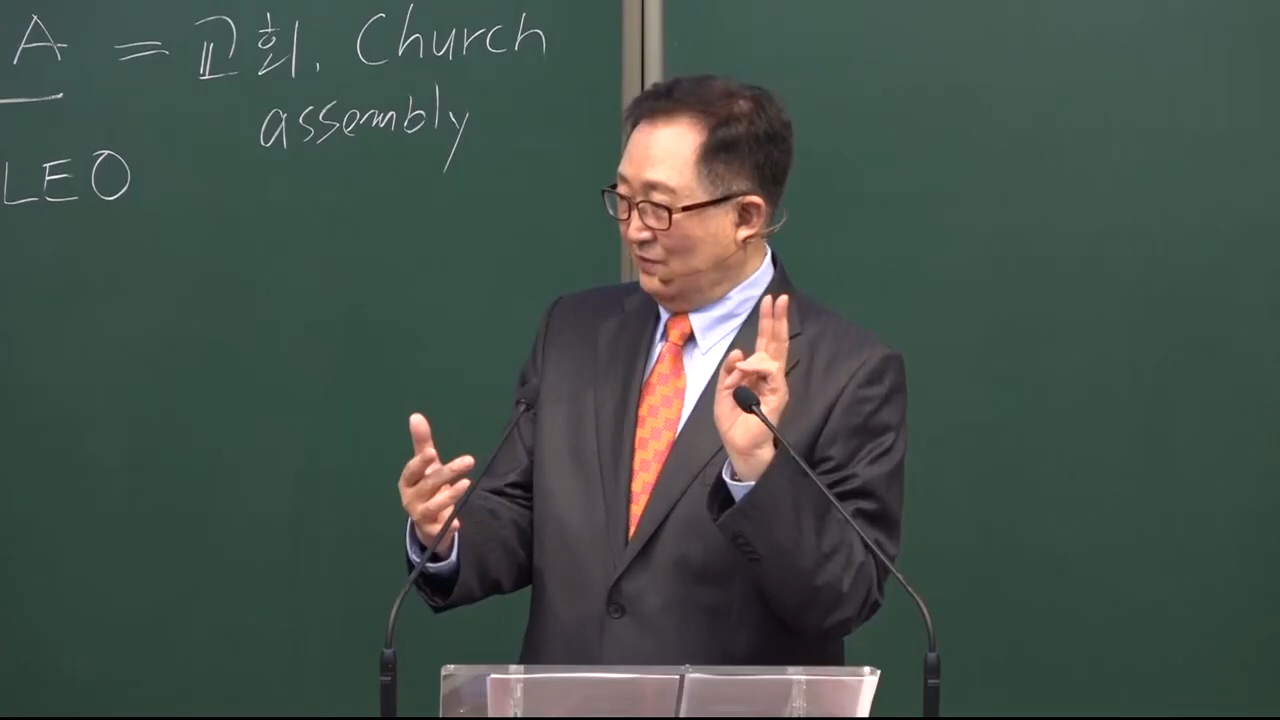 A = 교회. Church
assembly
LEO